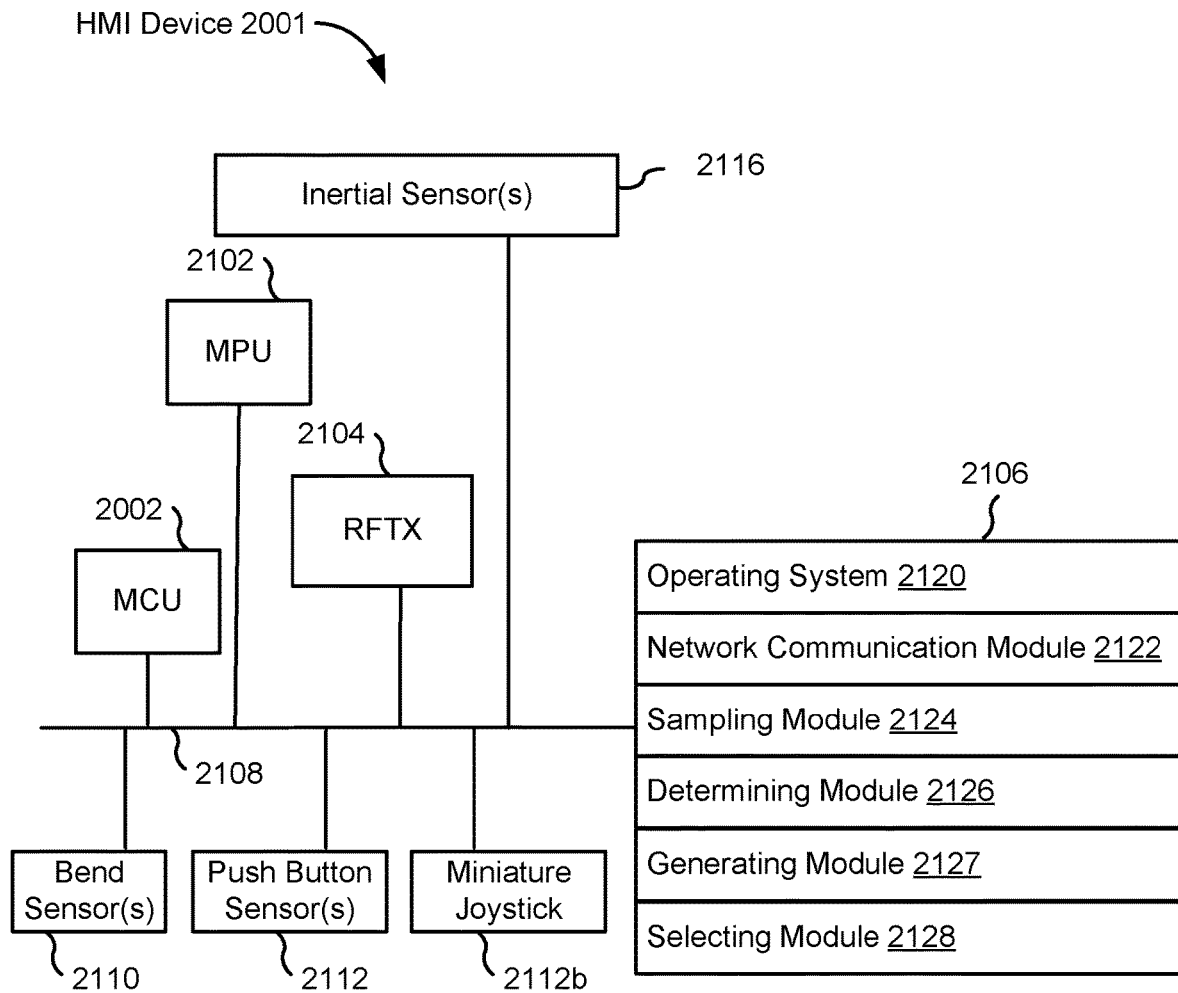 HMI Device 2001
2116
Inertial Sensor(s)
2102
MPU
2104
RFTX
2002
MCU
2106
Operating System 2120
Network Communication Module 2122
Sampling Module 2124
Determining Module 2126
Generating Module 2127
Selecting Module 2128
2108
Bend
Sensor(s)
Push Button
Sensor(s)
Miniature
Joystick
2110
2112
2112b